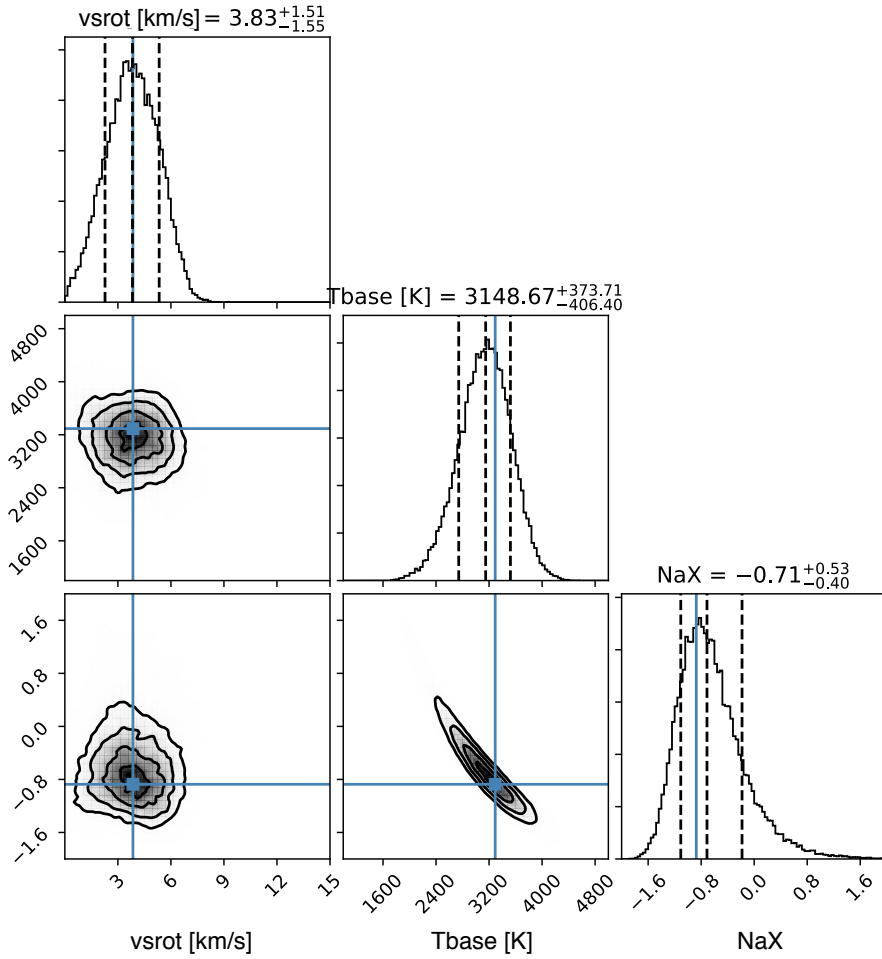 vsrot [km/s] = 3.83 +1.51 −1.55
Tbase [K] = 3148.67 +373.71 −406.40
4800
4000
3200
2400
1600
NaX = −0.71 +0.53 −0.40
1.6
0.8
0.0
−0.8
−1.6
3 6 9 12 15
1600 2400 3200 4000 4800
−1.6 −0.8 0.0 0.8 1.6
vsrot [km/s] Tbase [K] NaX